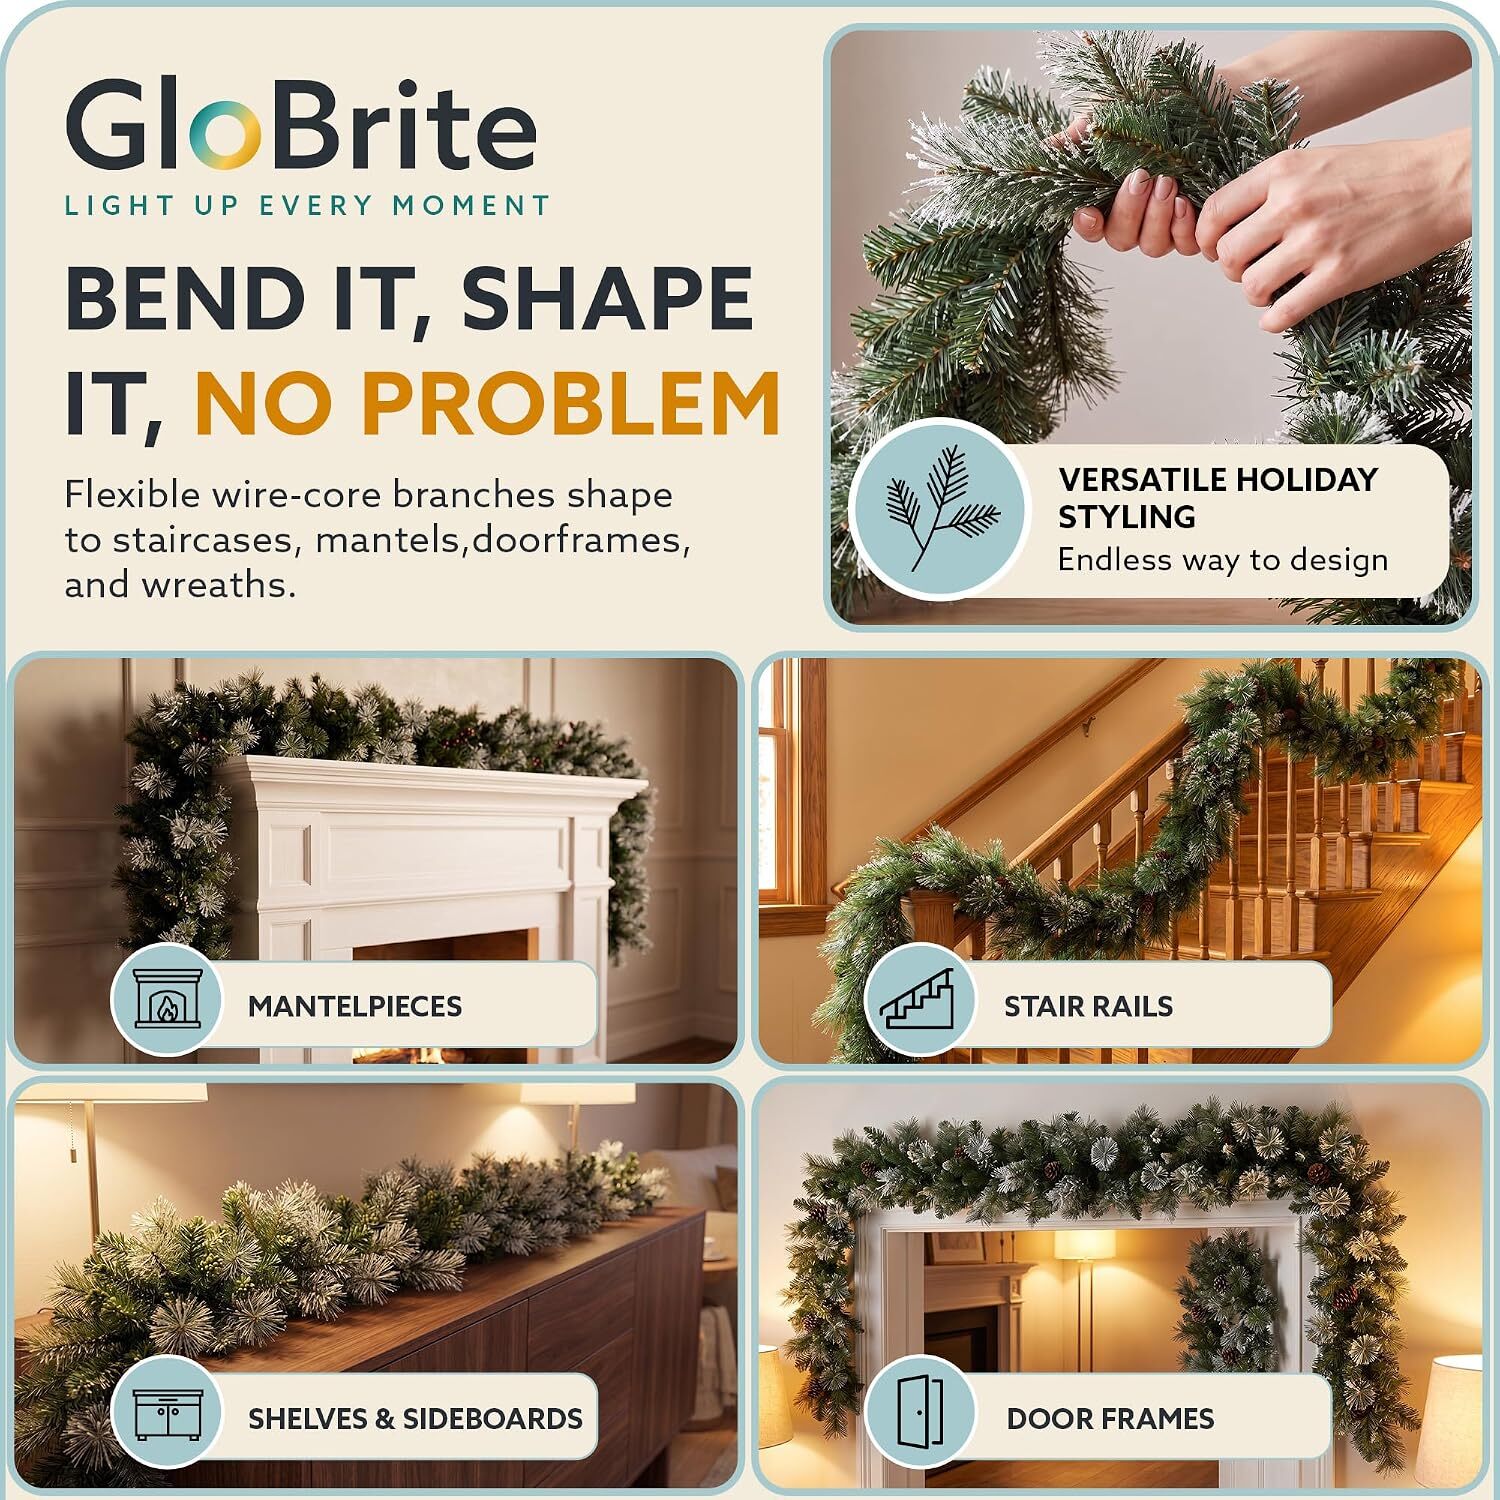 GloBrite
LIGHT UP EVERY MOMENT
BEND IT, SHAPE
IT, NO PROBLEM
Flexible wire-core branches shape
to staircases, mantels,doorframes,
and wreaths.
VERSATILE HOLIDAY
STYLING
Endless way to design
MANTELPIECES
STAIR RAILS
SHELVES & SIDEBOARDS
DOOR FRAMES